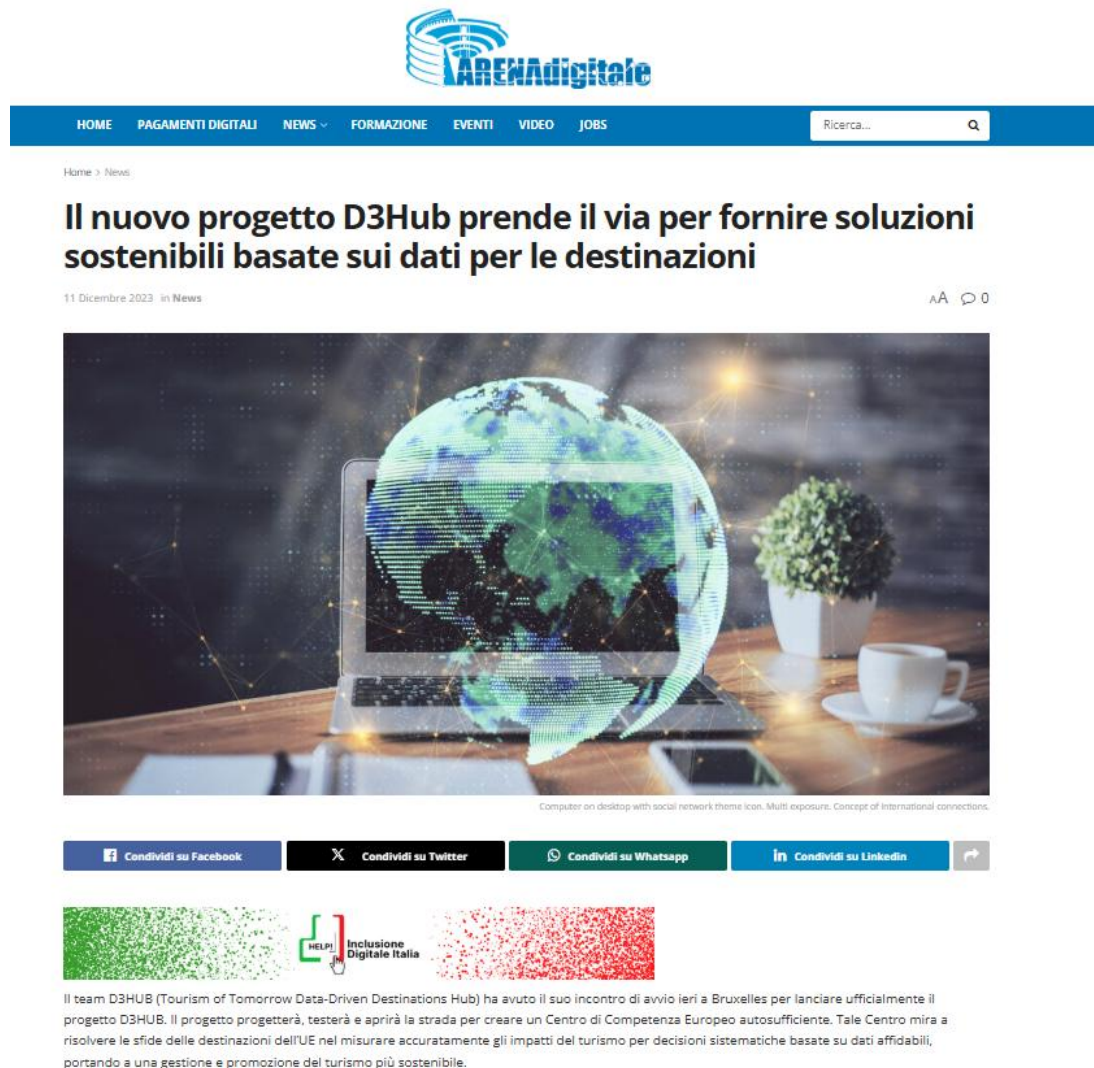 ARENAdigitale
HOME PAGAMENTI DIGITALI NEWS FORMAZIONE EVENTI VIDEO JOBS Ricerca...
Home > News
Il nuovo progetto D3Hub prende il via per fornire soluzioni
sostenibili basate sui dati per le destinazioni
11 Dicembre 2023 in News AA 0
Computer on desktop with social network theme icon. Multi exposure. Concept of international connections.
Condividi su Facebook Condividi su Twitter Condividi su Whatsapp Condividi su Linkedin
HELP! Inclusione
Digitale Italia
Il team D3HUB (Tourism of Tomorrow Data-Driven Destinations Hub) ha avuto il suo incontro di avvio ieri a Bruxelles per lanciare ufficialmente il
progetto D3HUB. Il progetto progetterà, testerà e aprirà la strada per creare un Centro di Competenza Europeo autosufficiente. Tale Centro mira a
risolvere le sfide delle destinazioni dell'UE nel misurare accuratamente gli impatti del turismo per decisioni sistematiche basate su dati affidabili,
portando a una gestione e promozione del turismo più sostenibile.